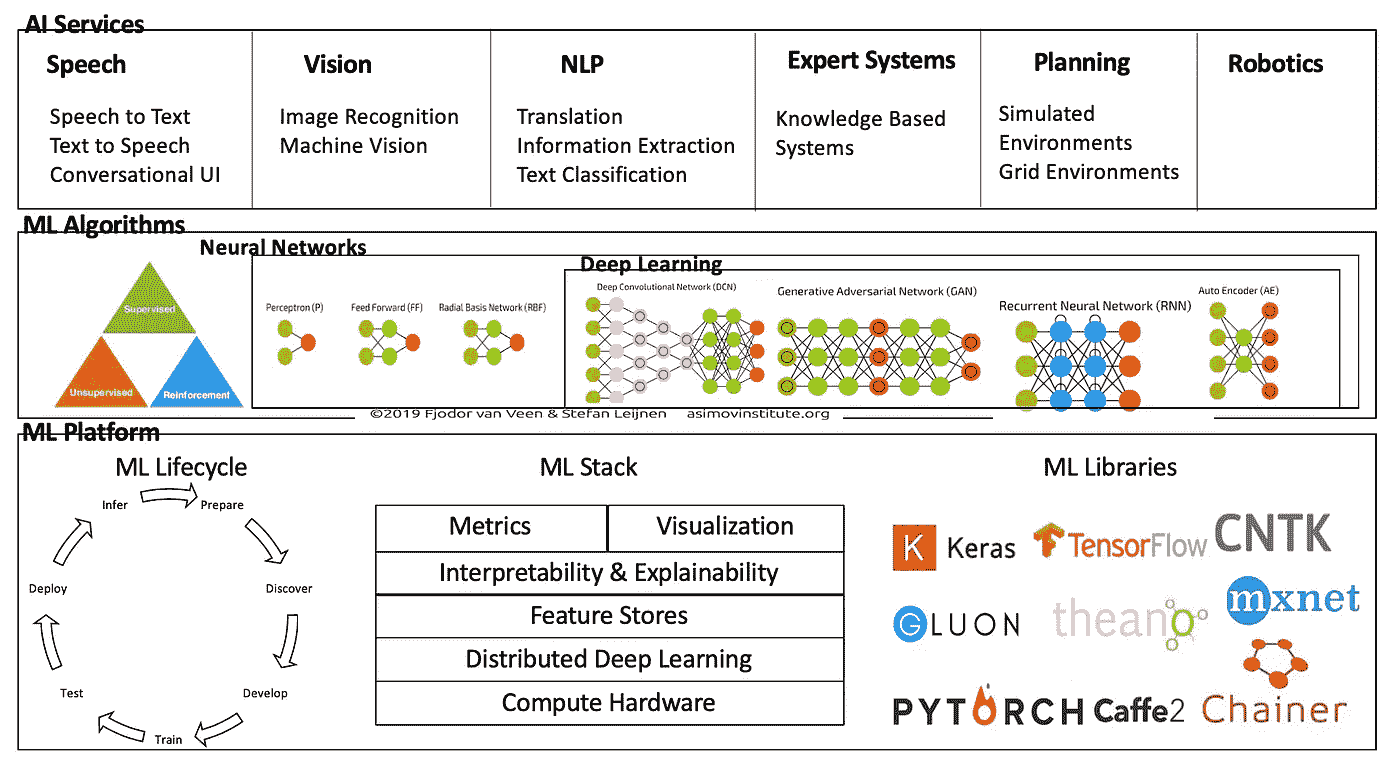 AI Services
Speech
Speech to Text
Text to Speech
Conversational UI
Vision
Image Recognition
Machine Vision
NLP
Translation
Information Extraction
Text Classification
Expert Systems
Knowledge Based
Systems
Planning
Simulated
Environments
Grid Environments
Robotics
ML Algorithms
Supervised
Unsupervised
Reinforcement
Neural Networks
Perceptron (P)
Feed Forward (FF)
Radial Basis Network (RBF)
Deep Learning
Deep Convolutional Network (DCN)
Generative Adversarial Network (GAN)
Recurrent Neural Network (RNN)
Auto Encoder (AE)
©2019 Fjodor van Veen & Stefan Leijnen asimovinstitute.org
ML Platform
ML Lifecycle
Infer
Prepare
Discover
Develop
Train
Test
Deploy
ML Stack
Metrics
Visualization
Interpretability & Explainability
Feature Stores
Distributed Deep Learning
Compute Hardware
ML Libraries
K Keras
TensorFlow
CNTK
GLUON
theano
mxnet
PYTORCH
Caffe2
Chainer